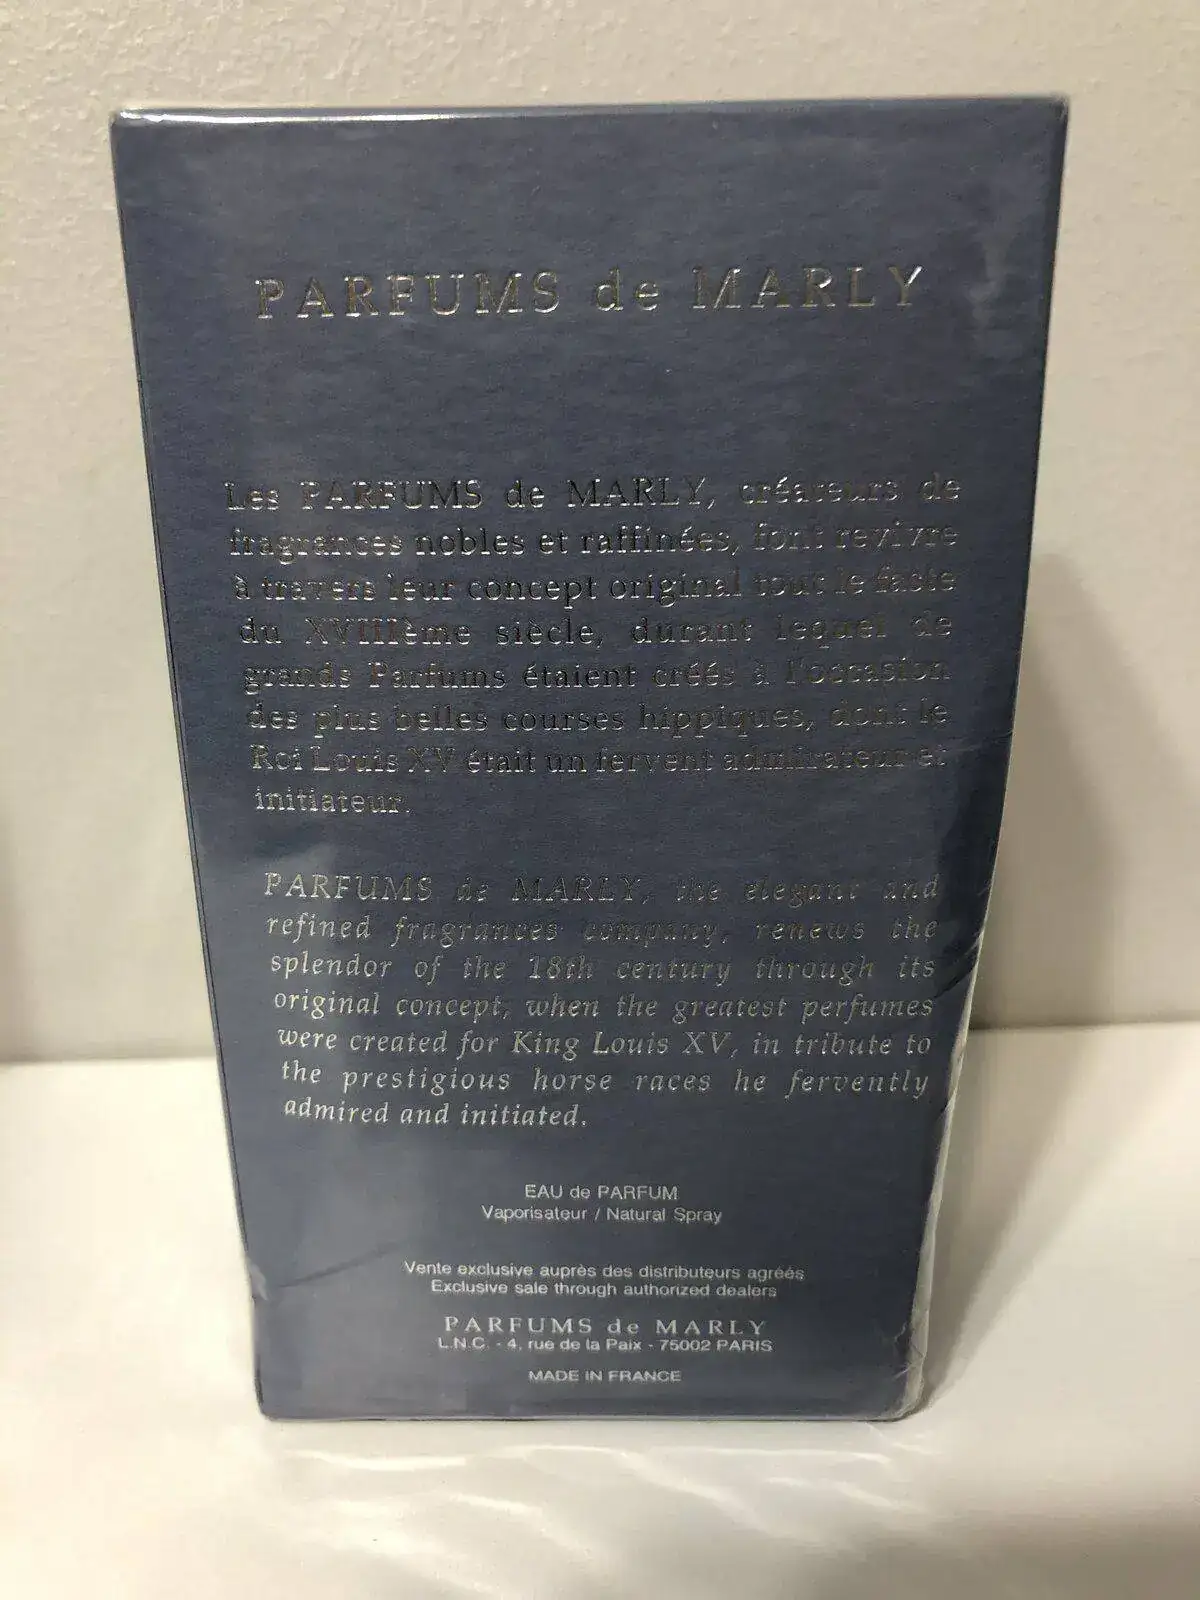 PARFUMS de MARLY
Les PARFUMS de MARLY, créateurs de
fragrances nobles et raffinées, font revivre
à travers leur concept original tout le faste
du XVIIIème siècle, durant lequel de
grands Parfums étaient créés à l'occasion
des plus belles courses hippiques, dont le
Roi Louis XV était un fervent admirateur et
initiateur.
PARFUMS de MARLY, the elegant and
refined fragrances company, renews the
splendor of the 18th century through its
original concept, when the greatest perfumes
were created for King Louis XV, in tribute to
the prestigious horse races he fervently
admired and initiated.
EAU de PARFUM
Vaporisateur / Natural Spray
Vente exclusive auprès des distributeurs agréés
Exclusive sale through authorized dealers
PARFUMS de MARLY
L.N.C. - 4, rue de la Paix - 75002 PARIS
MADE IN FRANCE